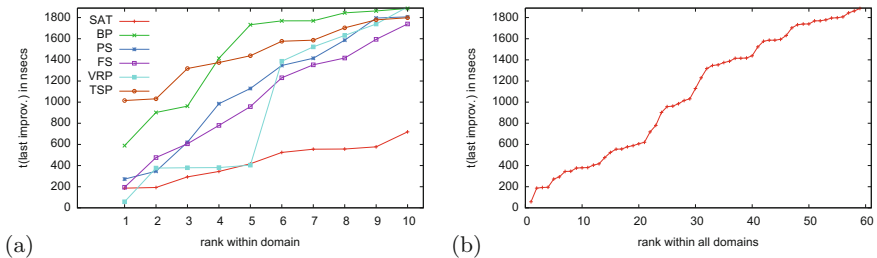 t(last improv.) in nsecs
1800
1600
1400
1200
1000
800
600
400
200
0
SAT
BP
PS
FS
VRP
TSP
1 2 3 4 5 6 7 8 9 10
rank within domain
(a)
t(last improv.) in nsecs
1800
1600
1400
1200
1000
800
600
400
200
0
0 10 20 30 40 50 60
rank within all domains
(b)